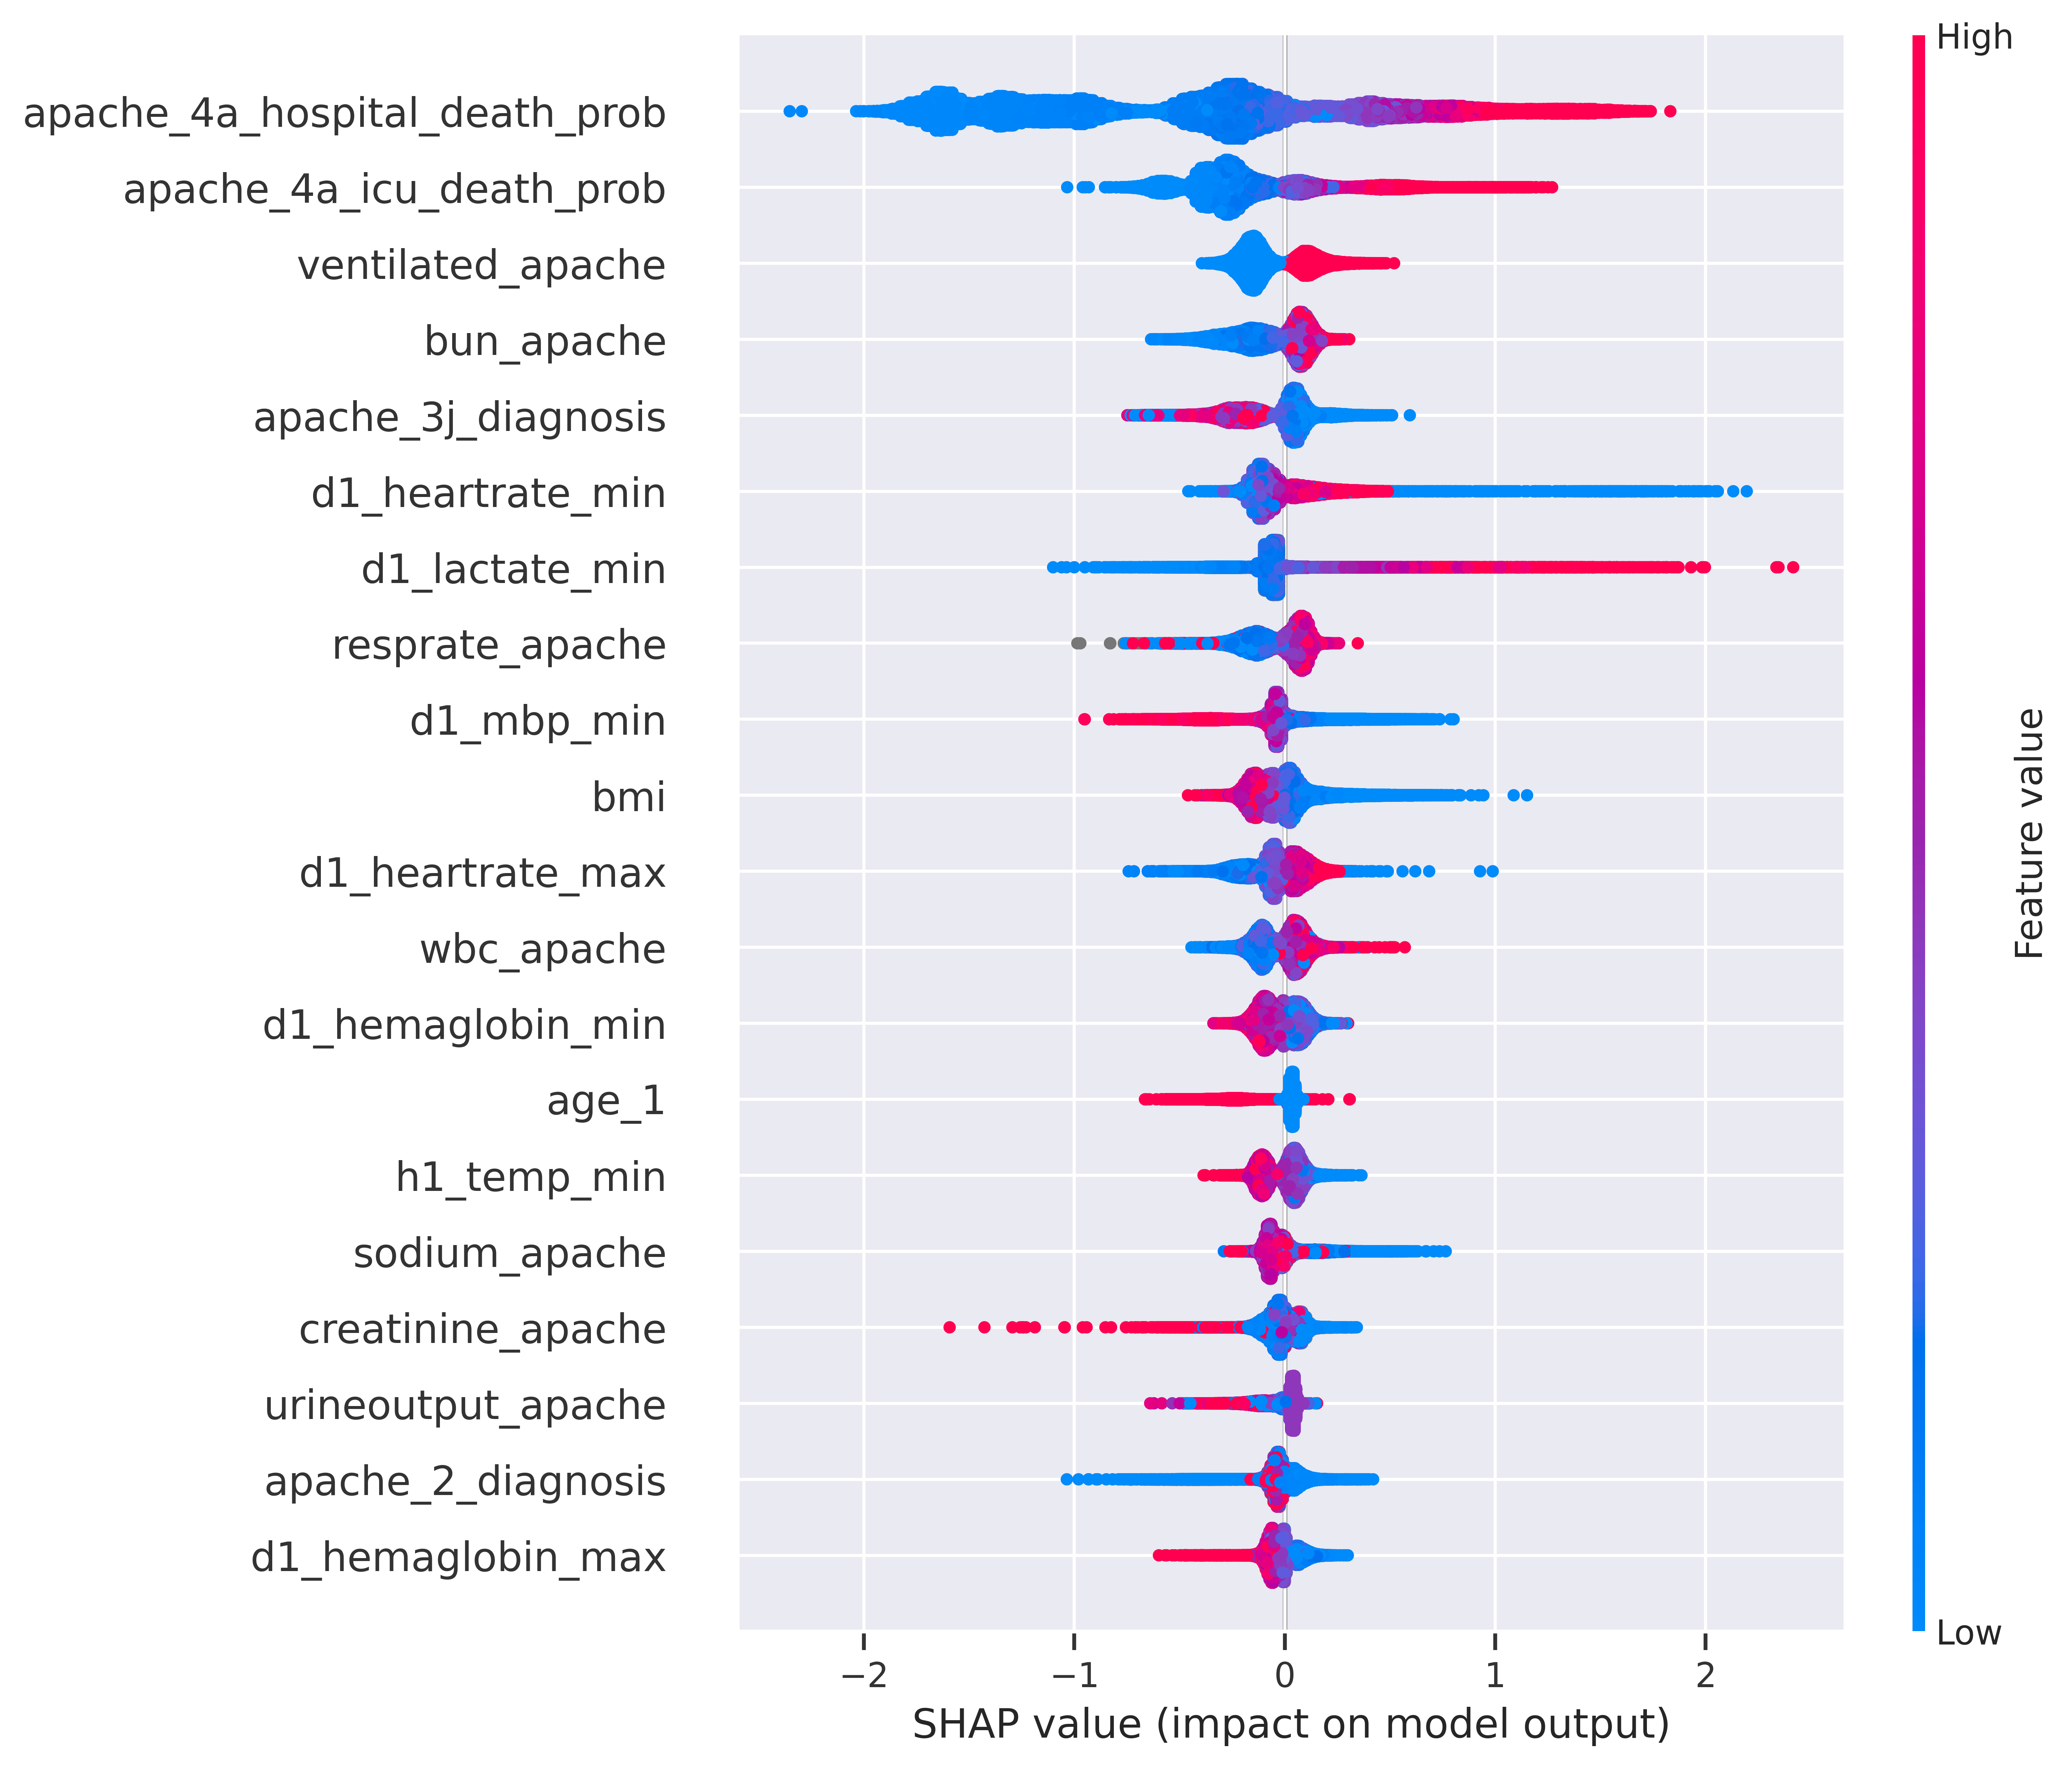 High
apache_4a_hospital_death_prob
apache_4a_icu_death_prob
ventilated_apache
bun_apache
apache_3j_diagnosis
d1_heartrate_min
d1_lactate_min
resprate_apache
d1_mbp_min
bmi
d1_heartrate_max
wbc_apache
d1_hemaglobin_min
age_1
h1_temp_min
sodium_apache
creatinine_apache
urineoutput_apache
apache_2_diagnosis
d1_hemaglobin_max
Feature value
Low
−2 −1 0 1 2
SHAP value (impact on model output)